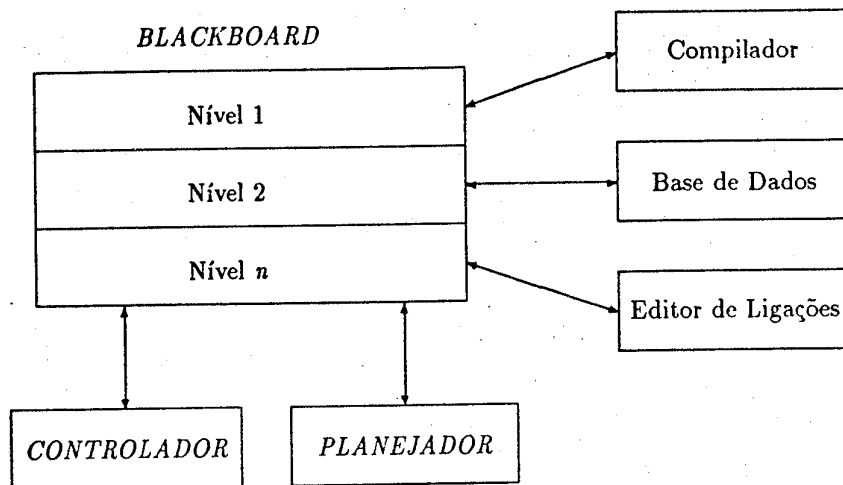 BLACKBOARD
Compilador
Nível 1
Nível 2
Base de Dados
Nível n
Editor de Ligações
CONTROLADOR
PLANEJADOR